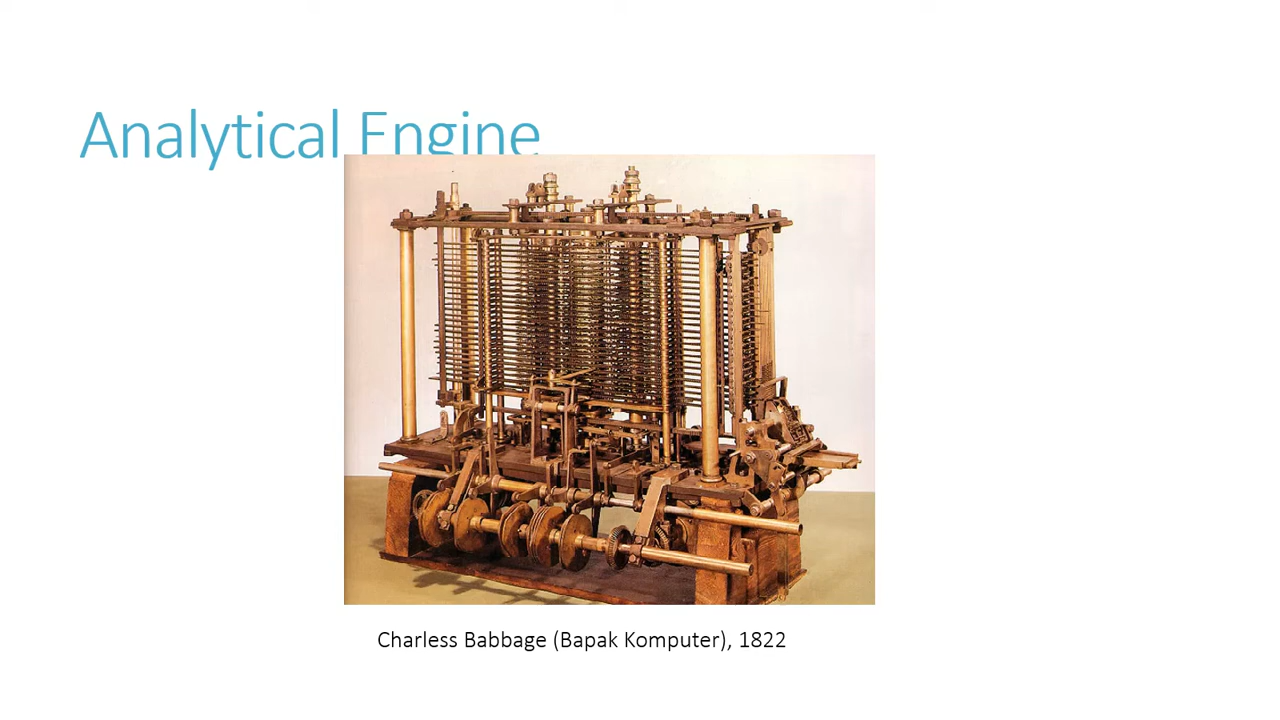 Analytical Engine
Charless Babbage (Bapak Komputer), 1822